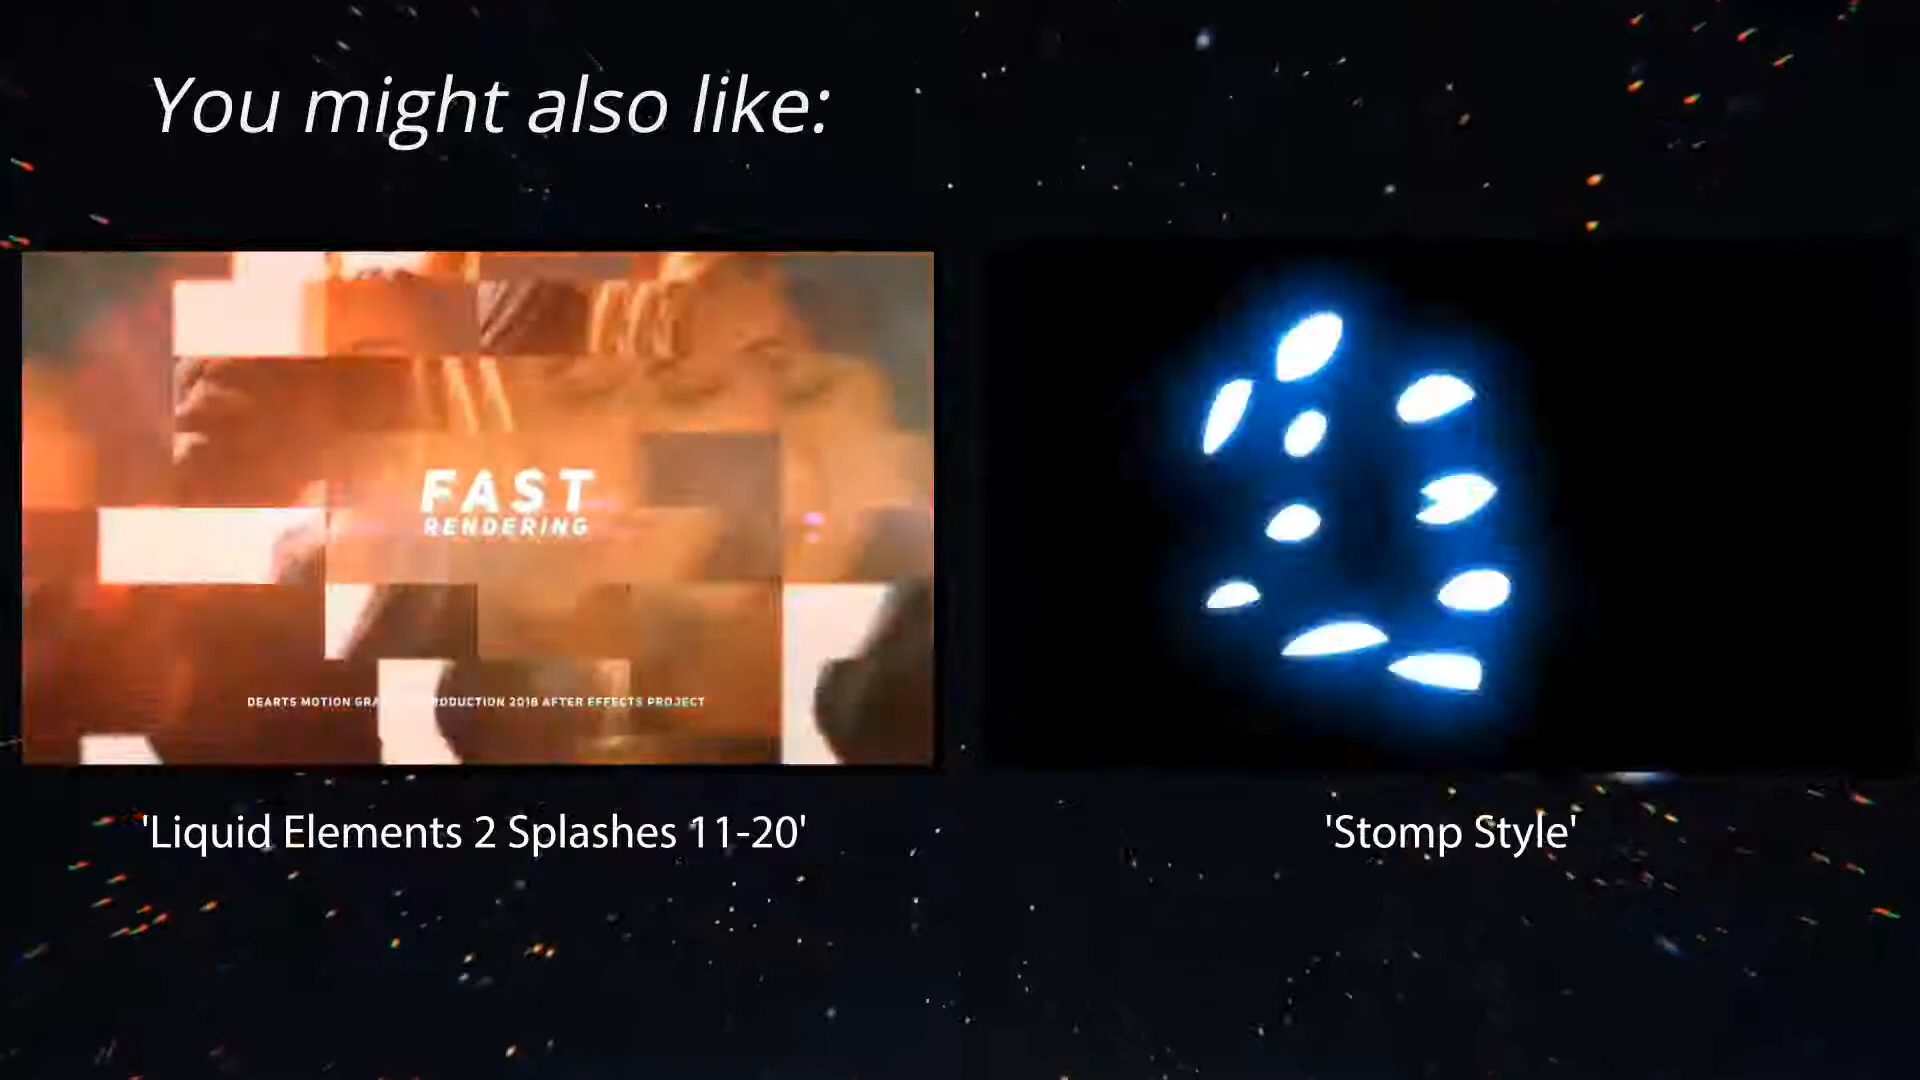 You might also like:
FAST
RENDERING
DEARTS MOTION GRA RODUCTION 2018 AFTER EFFECTS PROJECT
'Liquid Elements 2 Splashes 11-20'
'Stomp Style'